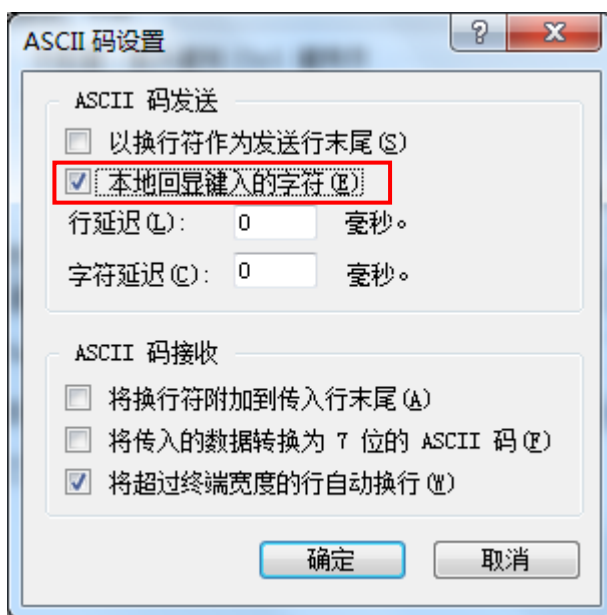 ASCII 码设置
ASCII 码发送
以换行符作为发送行末尾(S)
本地回显键入的字符(E)
行延迟(L): 0 毫秒。
字符延迟(C): 0 毫秒。
ASCII 码接收
将换行符附加到传入行末尾(A)
将传入的数据转换为 7 位的 ASCII 码(F)
将超过终端宽度的行自动换行(W)
确定 取消